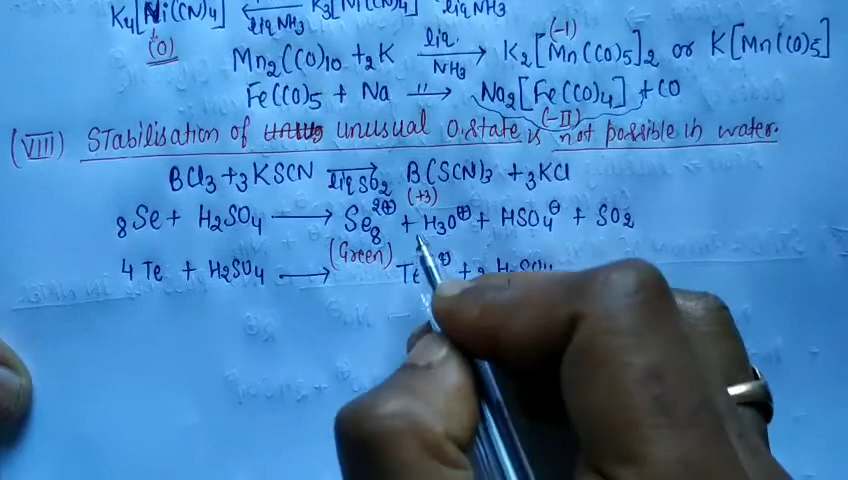 K4[Ni(CN)4] ← K3[Ni(CN)4] liq NH3
liq NH3
(0)
(-1)
Mn2(CO)10 + 2K liq. NH3 → K2[Mn(CO)5]2 or K[Mn(CO)5]
Fe(CO)5 + Na –"→ Na2[Fe(CO)4] + CO
(-II)
(VIII) Stabilisation of unusual O.state is not possible in water.
BCl3 + 3KSCN liq SO2 → B(SCN)3 + 3KCl
(+3)
8Se + H2SO4 → Se8 2⊕ + H3O⊕ + HSO4⊖ + SO2
(Green)
4Te + H2SO4 →